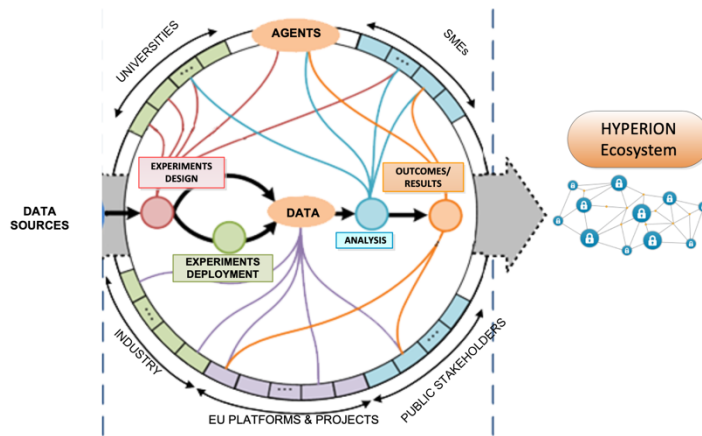 AGENTS
UNIVERSITIES
SMEs
...
...
HYPERION
Ecosystem
EXPERIMENTS
DESIGN
OUTCOMES/
RESULTS
DATA
SOURCES
DATA
ANALYSIS
EXPERIMENTS
DEPLOYMENT
...
...
...
INDUSTRY
PUBLIC STAKEHOLDERS
EU PLATFORMS & PROJECTS